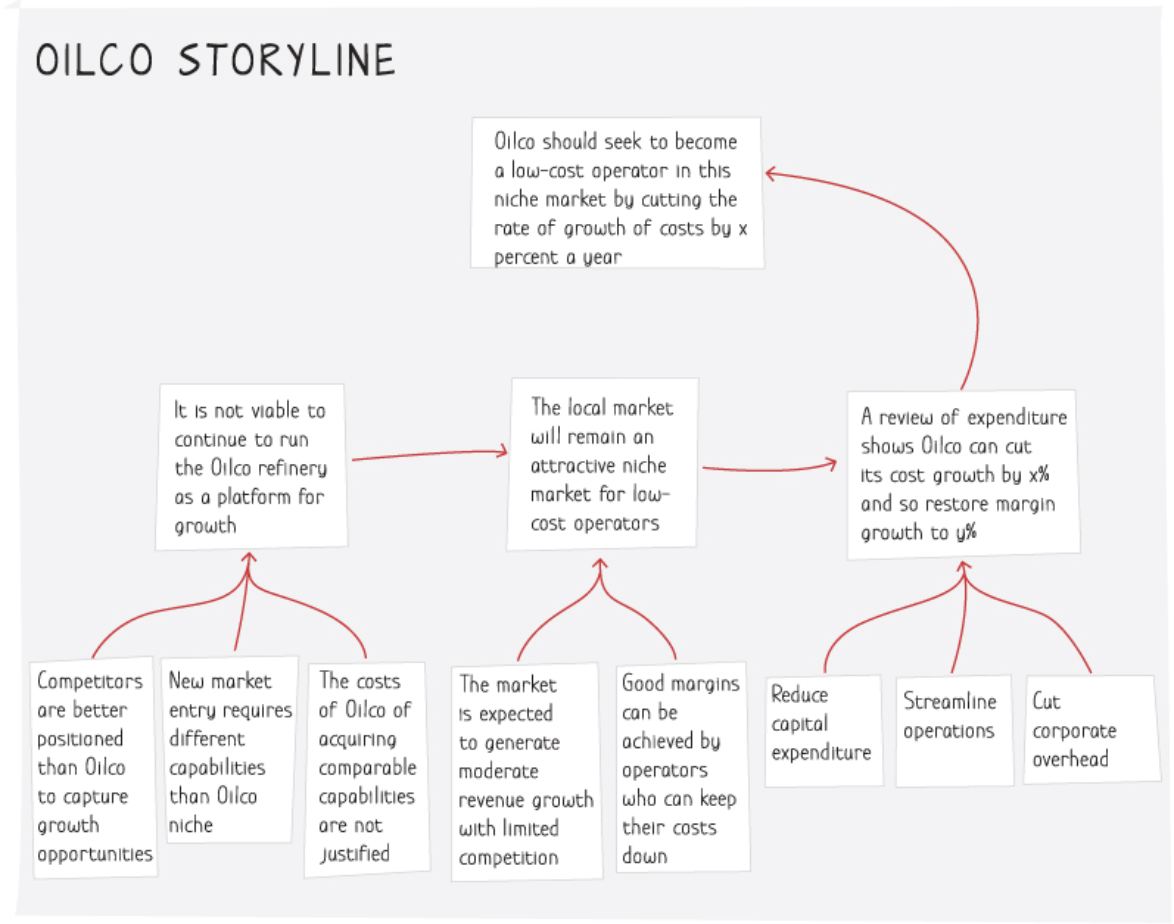 OILCO STORYLINE
Oilco should seek to become
a low-cost operator in this
niche market by cutting the
rate of growth of costs by x
percent a year
It is not viable to
continue to run
the Oilco refinery
as a platform for
growth
The local market
will remain an
attractive niche
market for low-
cost operators
A review of expenditure
shows Oilco can cut
its cost growth by x%
and so restore margin
growth to y%
Competitors
are better
positioned
than Oilco
to capture
growth
opportunities
New market
entry requires
different
capabilities
than Oilco
niche
The costs
of Oilco of
acquiring
comparable
capabilities
are not
justified
The market
is expected
to generate
moderate
revenue growth
with limited
competition
Good margins
can be
achieved by
operators
who can keep
their costs
down
Reduce
capital
expenditure
Streamline
operations
Cut
corporate
overhead